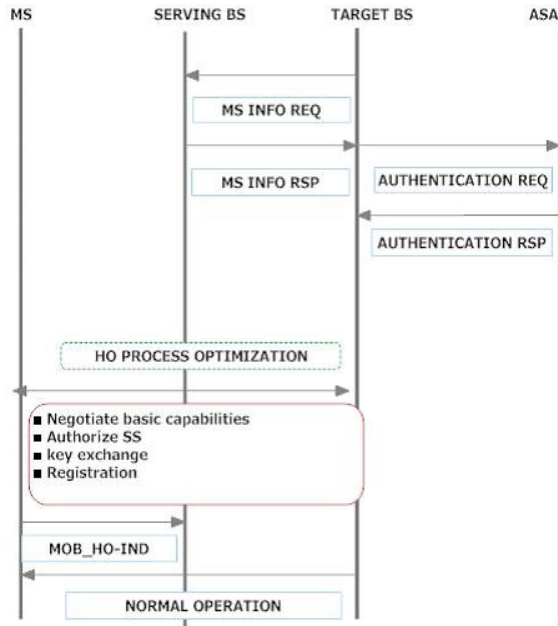 MS SERVING BS TARGET BS ASA
MS INFO REQ
MS INFO RSP AUTHENTICATION REQ
AUTHENTICATION RSP
HO PROCESS OPTIMIZATION
■ Negotiate basic capabilities
■ Authorize SS
■ key exchange
■ Registration
MOB_HO-IND
NORMAL OPERATION